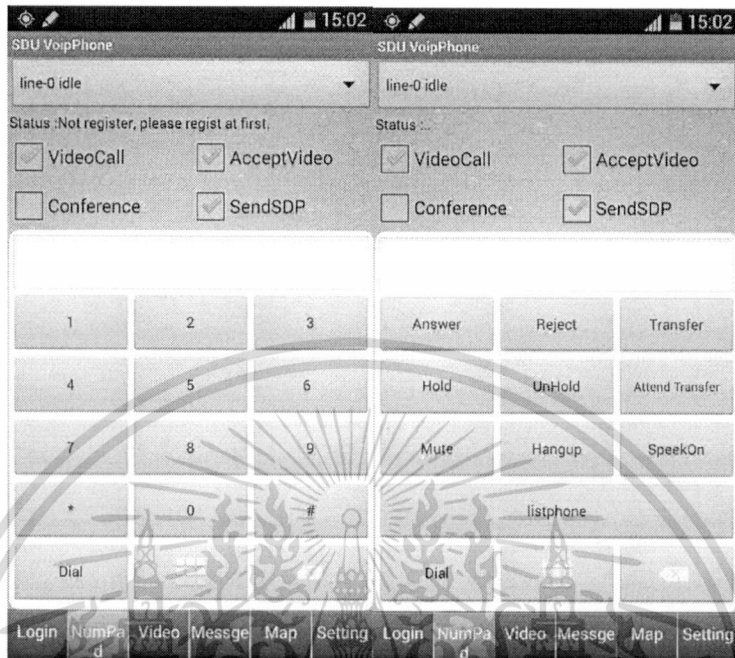 15:02
SDU VoipPhone
line-0 idle
Status :Not register, please regist at first.
VideoCall AcceptVideo
Conference SendSDP
1 2 3
4 5 6
7 8 9
* 0 #
Dial
Login NumPad Video Messge Map Setting
15:02
SDU VoipPhone
line-0 idle
Status :..
VideoCall AcceptVideo
Conference SendSDP
Answer Reject Transfer
Hold UnHold Attend Transfer
Mute Hangup SpeekOn
listphone
Dial
Login NumPad Video Messge Map Setting